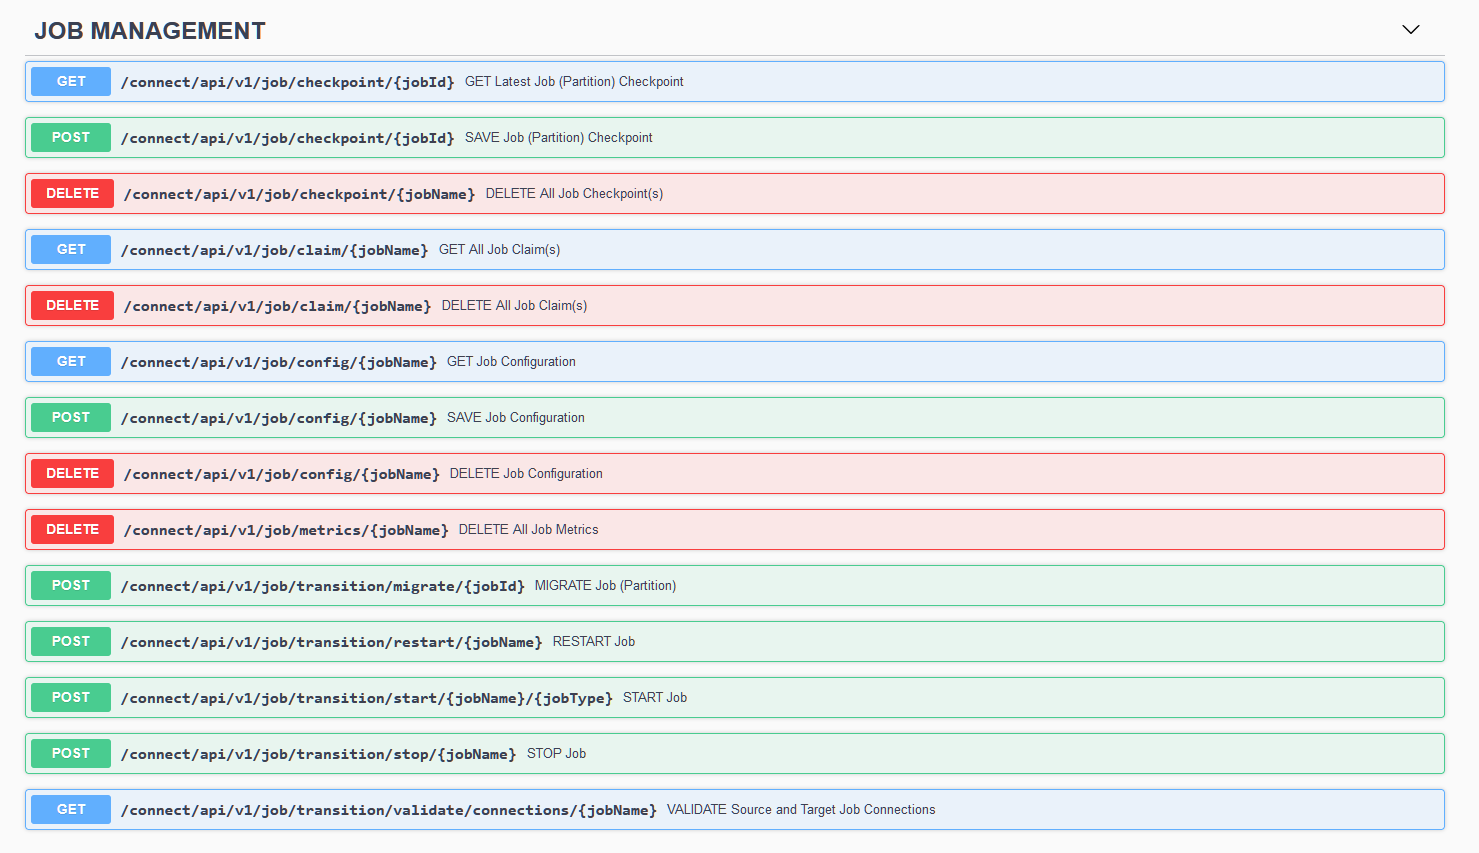 JOB MANAGEMENT
GET /connect/api/v1/job/checkpoint/{jobId} GET Latest Job (Partition) Checkpoint
POST /connect/api/v1/job/checkpoint/{jobId} SAVE Job (Partition) Checkpoint
DELETE /connect/api/v1/job/checkpoint/{jobName} DELETE All Job Checkpoint(s)
GET /connect/api/v1/job/claim/{jobName} GET All Job Claim(s)
DELETE /connect/api/v1/job/claim/{jobName} DELETE All Job Claim(s)
GET /connect/api/v1/job/config/{jobName} GET Job Configuration
POST /connect/api/v1/job/config/{jobName} SAVE Job Configuration
DELETE /connect/api/v1/job/config/{jobName} DELETE Job Configuration
DELETE /connect/api/v1/job/metrics/{jobName} DELETE All Job Metrics
POST /connect/api/v1/job/transition/migrate/{jobId} MIGRATE Job (Partition)
POST /connect/api/v1/job/transition/restart/{jobName} RESTART Job
POST /connect/api/v1/job/transition/start/{jobName}/{jobType} START Job
POST /connect/api/v1/job/transition/stop/{jobName} STOP Job
GET /connect/api/v1/job/transition/validate/connections/{jobName} VALIDATE Source and Target Job Connections